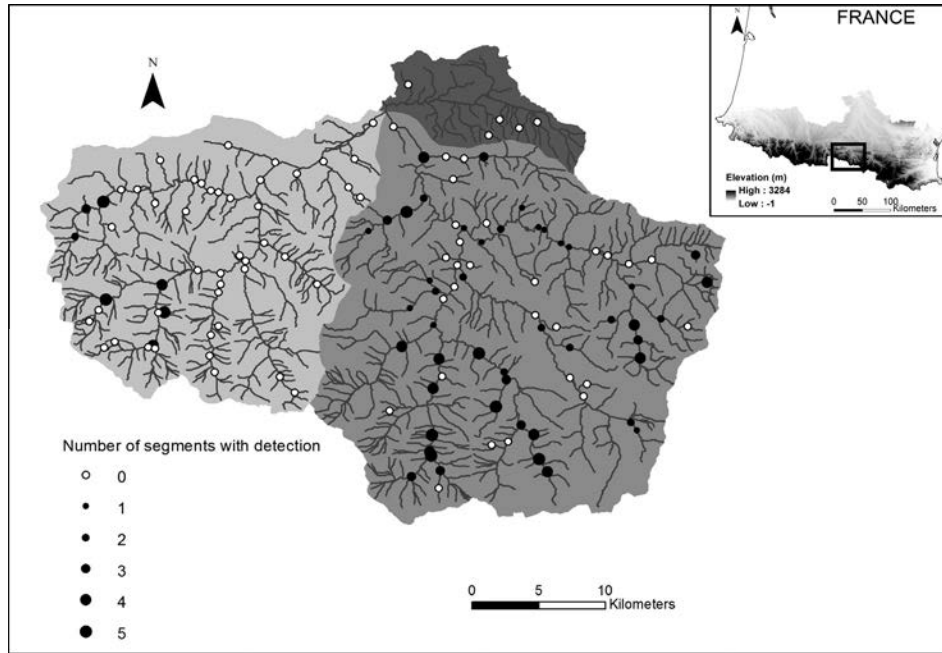 FRANCE
N
N
Elevation (m)
High : 3284
Low : -1
0 50 100
Kilometers
Number of segments with detection
0
1
2
3
4
5
0 5 10
Kilometers